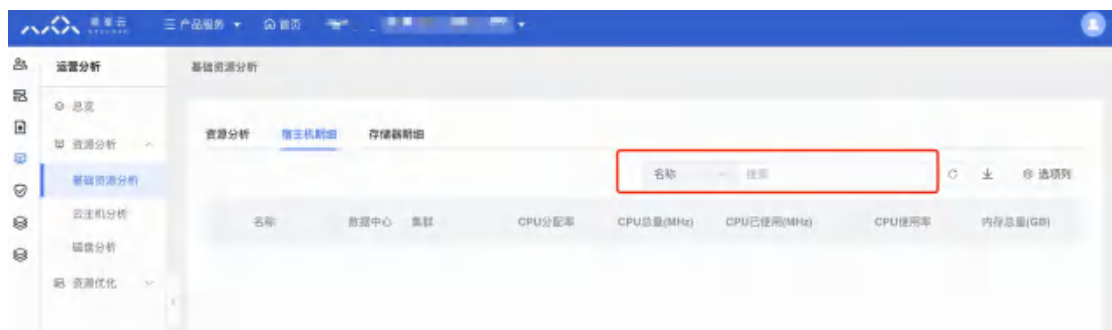 产品服务 首页
运营分析 基础资源分析
总览
资源分析 宿主机明细 存储器明细
资源分析
名称 搜索 选项列
基础资源分析
云主机分析
名称 数据中心 集群 CPU分配率 CPU总量(MHz) CPU已使用(MHz) CPU使用率 内存总量(GB)
磁盘分析
资源优化